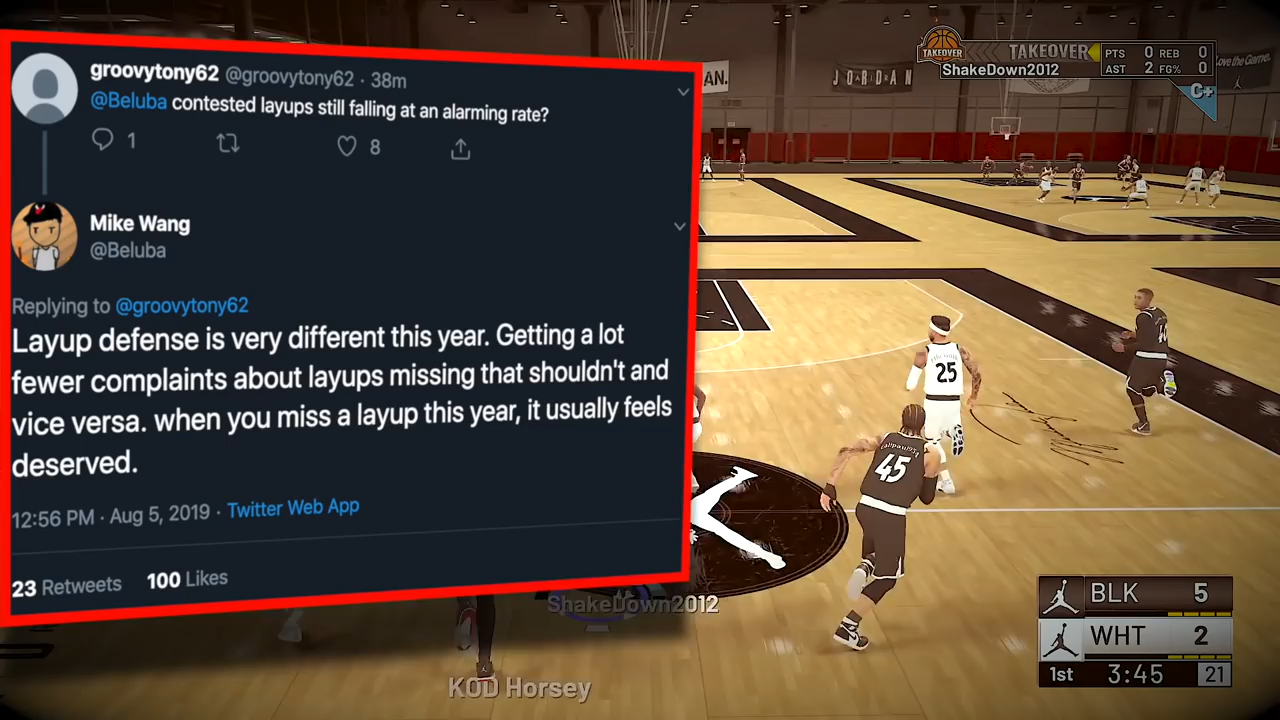 groovytony62 @groovytony62 · 38m
@Beluba contested layups still falling at an alarming rate?
1
8
Mike Wang
@Beluba
Replying to @groovytony62
Layup defense is very different this year. Getting a lot
fewer complaints about layups missing that shouldn't and
vice versa. when you miss a layup this year, it usually feels
deserved.
12:56 PM · Aug 5, 2019 · Twitter Web App
23 Retweets 100 Likes
TAKEOVER TAKEOVER PTS 0 REB 0
ShakeDown2012 AST 2 FG% 0
C+
AN.
JORDAN
Love the Game.
25
45
ShakeDown2012
KOD Horsey
BLK 5
WHT 2
1st 3:45 21